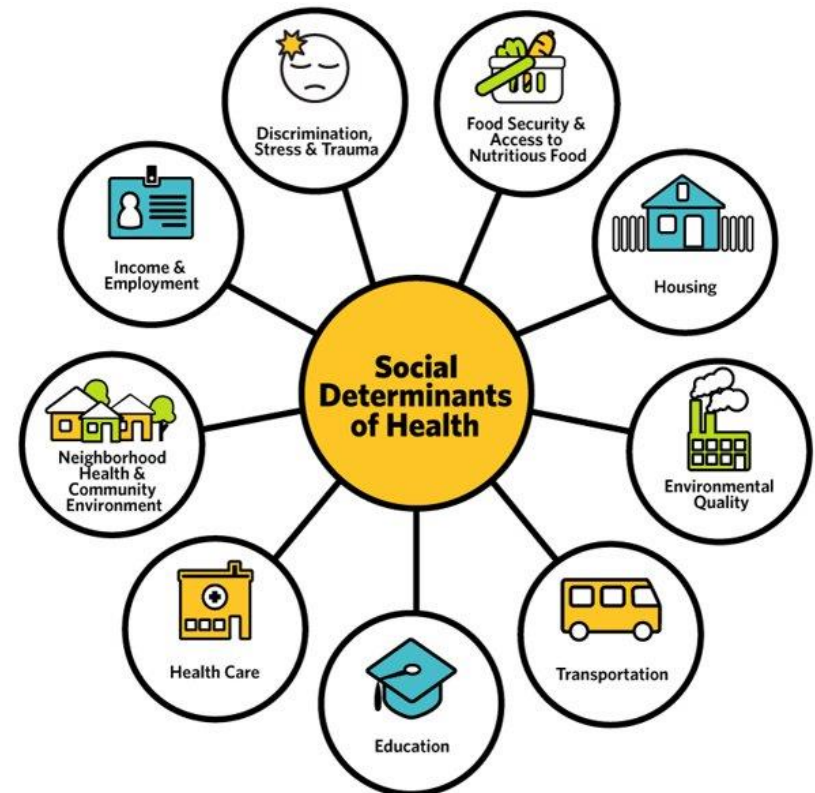 Discrimination,
Stress & Trauma
Food Security &
Access to
Nutritious Food
Income &
Employment
Housing
Social
Determinants
of Health
Neighborhood
Health &
Community
Environment
Environmental
Quality
Health Care
Transportation
Education